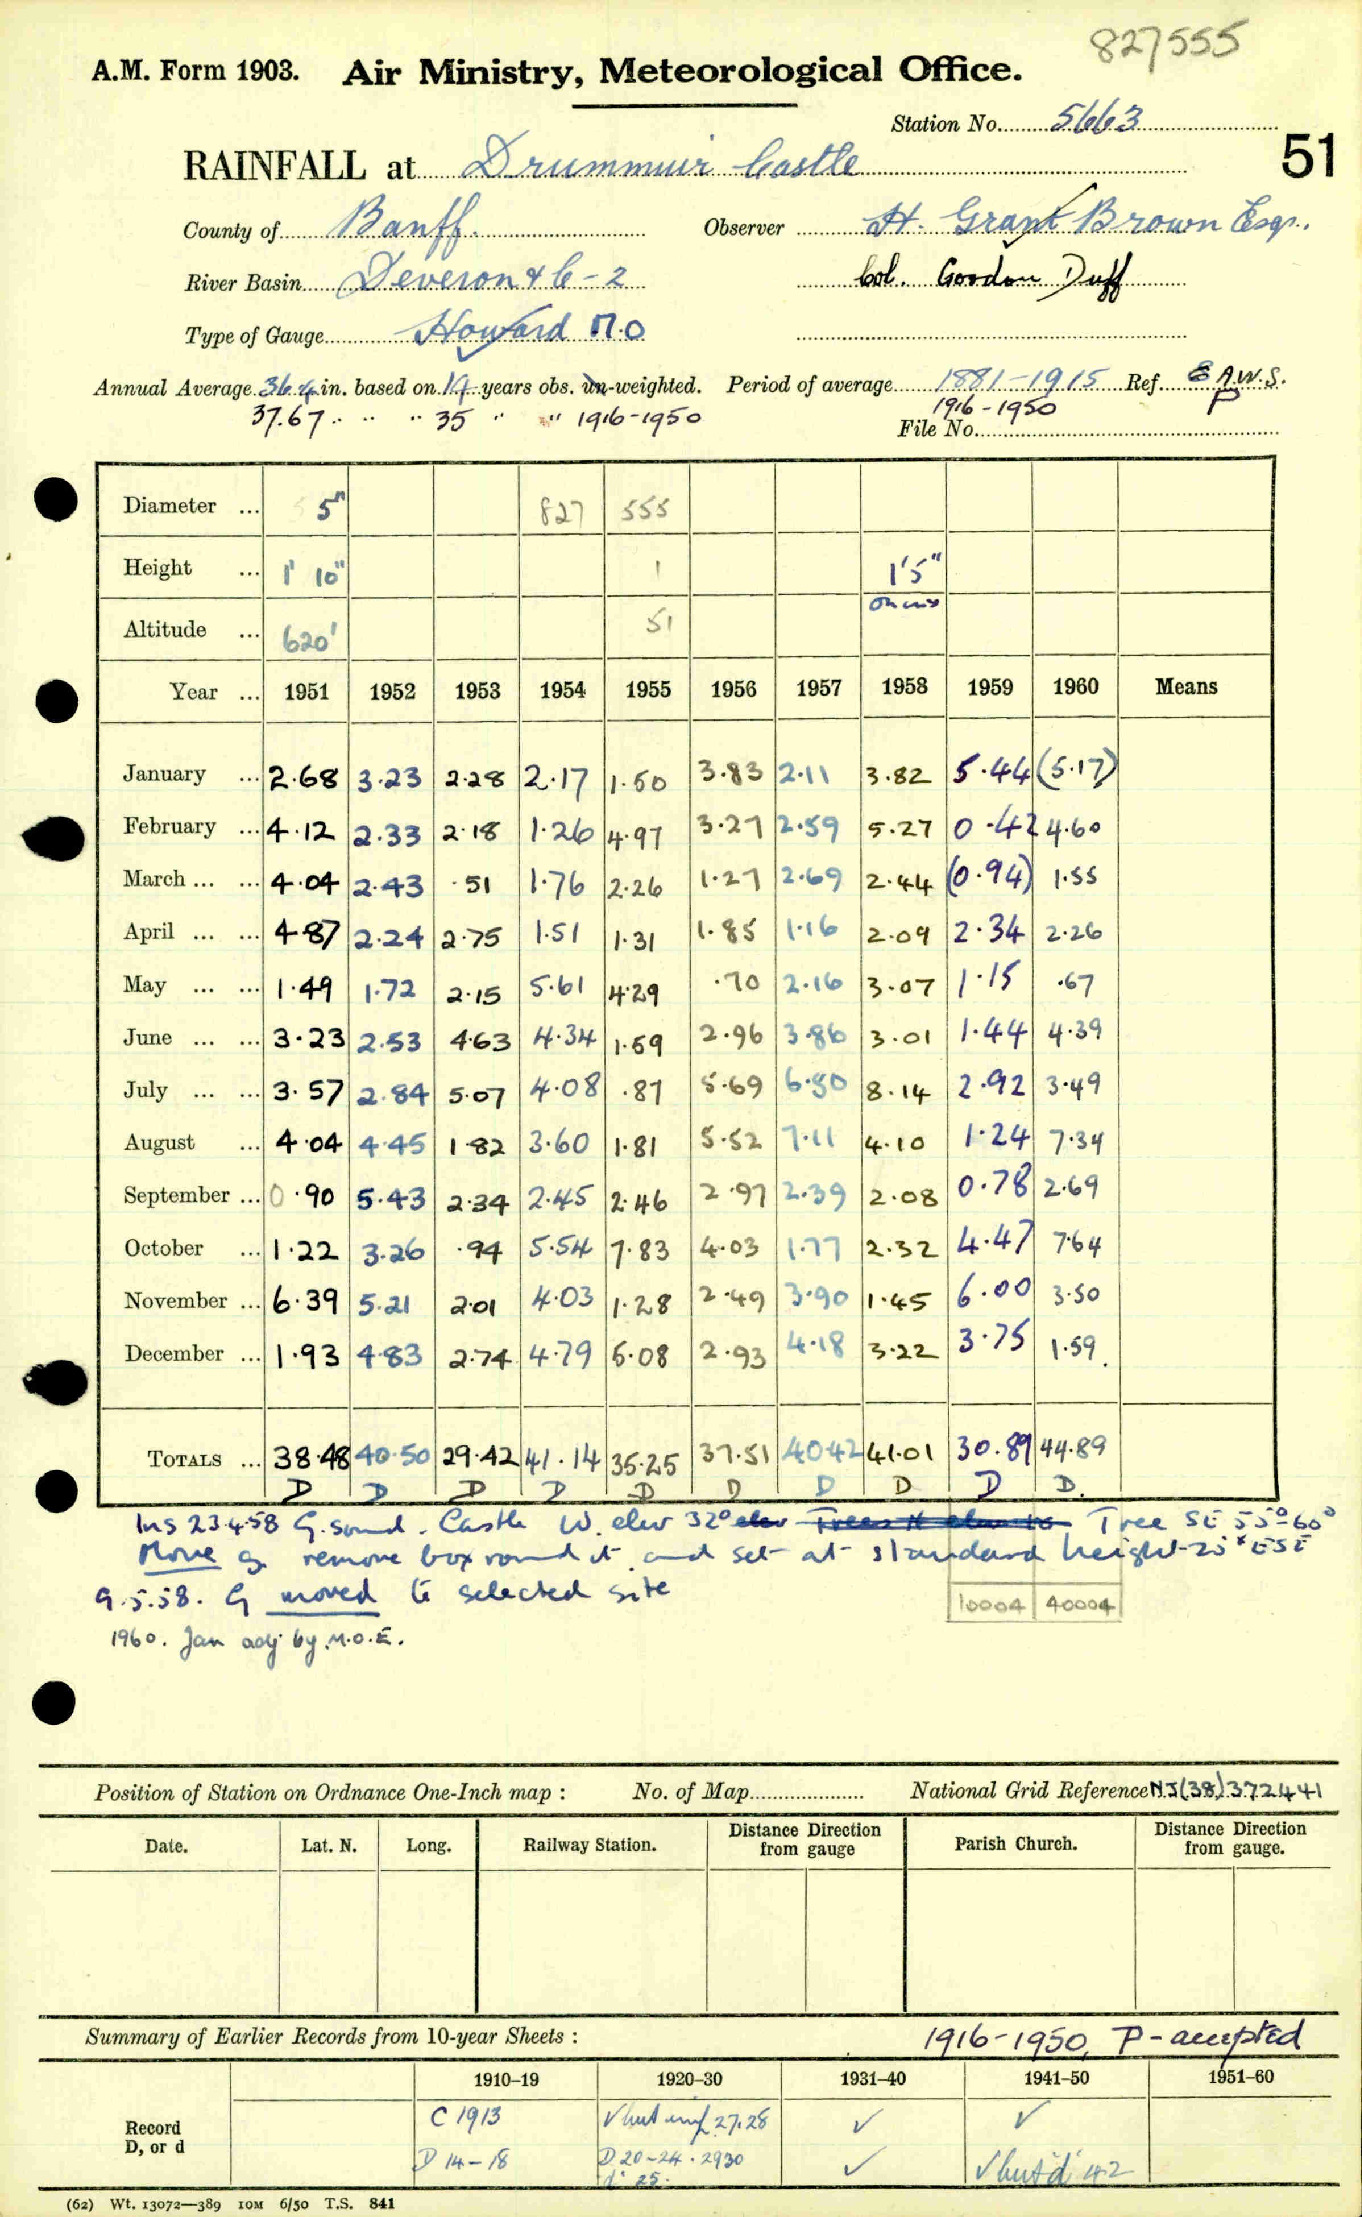 827555
A.M. Form 1903. Air Ministry, Meteorological Office.
Station No. 5663
51
RAINFALL at Drummuir Castle
County of Banff. Observer H. Grant Brown Esqr.
River Basin Deveron & C-2 Col. Gordon Duff
Type of Gauge Howard M.O
Annual Average 36.4 in. based on 19 years obs. un-weighted. Period of average 1881-1915 Ref. E A.W.S.
37.67 " " " 35 " " 1916-1950 1916-1950 P
File No.
Diameter ... 5" 827 555
Height ... 1' 10" 1 1'5"
Altitude ... 620' 51
Year ... 1951 1952 1953 1954 1955 1956 1957 1958 1959 1960 Means
January ... 2.68 3.23 2.28 2.17 1.50 3.83 2.11 3.82 5.44 (5.17)
February ... 4.12 2.33 2.18 1.26 4.97 3.27 2.59 5.27 0.42 4.60
March ... ... 4.04 2.43 .51 1.76 2.26 1.27 2.69 2.44 (0.94) 1.55
April ... ... 4.87 2.24 2.75 1.51 1.31 1.85 1.16 2.09 2.34 2.26
May ... ... 1.49 1.72 2.15 5.61 4.29 .70 2.16 3.07 1.15 .67
June ... ... 3.23 2.53 4.63 4.34 1.59 2.96 3.86 3.01 1.44 4.39
July ... ... 3.57 2.84 5.07 4.08 .87 5.69 6.50 8.14 2.92 3.49
August ... 4.04 4.45 1.82 3.60 1.81 5.52 7.11 4.10 1.24 7.34
September ... 0.90 5.43 2.34 2.45 2.46 2.97 2.39 2.08 0.78 2.69
October ... 1.22 3.26 .94 5.54 7.83 4.03 1.77 2.32 4.47 7.64
November ... 6.39 5.21 2.01 4.03 1.28 2.49 3.90 1.45 6.00 3.50
December ... 1.93 4.83 2.74 4.79 5.08 2.93 4.18 3.22 3.75 1.59
TOTALS ... 38.48 40.50 29.42 41.14 35.25 37.51 40.42 41.01 30.89 44.89
D D D D D D D D D D.
Ins 23.4.58 G. sound. Castle W. elev 32° elev Trees N elev Tree SE 55°-60°
Move G. remove box round it and set at standard height 25x ESE
9.5.58. G moved to selected site
10004 40004
1960. Jan adj by M.O.E.
Position of Station on Ordnance One-Inch map : No. of Map National Grid Reference NJ(38)372441
Date. Lat. N. Long. Railway Station. Distance Direction from gauge Parish Church. Distance Direction from gauge.
Summary of Earlier Records from 10-year Sheets : 1916-1950, P-accepted
1910–19 1920–30 1931–40 1941–50 1951–60
Record D, or d
C 1913 ✓ but 27.28 ✓ ✓
D 14-18 D 20-24. 2930 ✓ ✓ but 'd' 42
d' 25.
(62) Wt. 13072—389 10M 6/50 T.S. 841